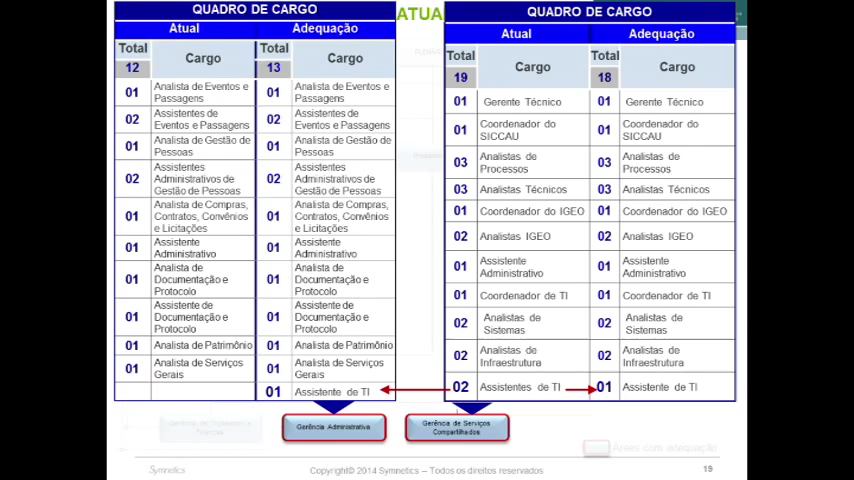 ATUA
QUADRO DE CARGO
Atual Adequação
Total Cargo Total Cargo
12 13
01 Analista de Eventos e Passagens 01 Analista de Eventos e Passagens
02 Assistentes de Eventos e Passagens 02 Assistentes de Eventos e Passagens
01 Analista de Gestão de Pessoas 01 Analista de Gestão de Pessoas
02 Assistentes Administrativos de Gestão de Pessoas 02 Assistentes Administrativos de Gestão de Pessoas
01 Analista de Compras, Contratos, Convênios e Licitações 01 Analista de Compras, Contratos, Convênios e Licitações
01 Assistente Administrativo 01 Assistente Administrativo
01 Analista de Documentação e Protocolo 01 Analista de Documentação e Protocolo
01 Assistente de Documentação e Protocolo 01 Assistente de Documentação e Protocolo
01 Analista de Patrimônio 01 Analista de Patrimônio
01 Analista de Serviços Gerais 01 Analista de Serviços Gerais
01 Assistente de TI
QUADRO DE CARGO
Atual Adequação
Total Cargo Total Cargo
19 18
01 Gerente Técnico 01 Gerente Técnico
01 Coordenador do SICCAU 01 Coordenador do SICCAU
03 Analistas de Processos 03 Analistas de Processos
03 Analistas Técnicos 03 Analistas Técnicos
01 Coordenador do IGEO 01 Coordenador do IGEO
02 Analistas IGEO 02 Analistas IGEO
01 Assistente Administrativo 01 Assistente Administrativo
01 Coordenador de TI 01 Coordenador de TI
02 Analistas de Sistemas 02 Analistas de Sistemas
02 Analistas de Infraestrutura 02 Analistas de Infraestrutura
02 Assistentes de TI 01 Assistente de TI
Gerência Administrativa
Gerência de Serviços
Compartilhados
Áreas com adequação
Symnetics
Copyright© 2014 Symnetics – Todos os direitos reservados
19